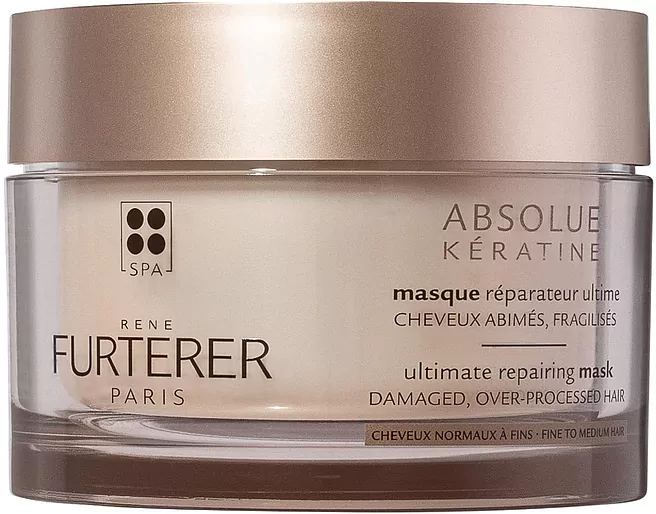 SPA
RENE
FURTERER
PARIS
ABSOLUE
KÉRATINE
masque réparateur ultime
CHEVEUX ABIMÉS, FRAGILISÉS
ultimate repairing mask
DAMAGED, OVER-PROCESSED HAIR
CHEVEUX NORMAUX À FINS · FINE TO MEDIUM HAIR